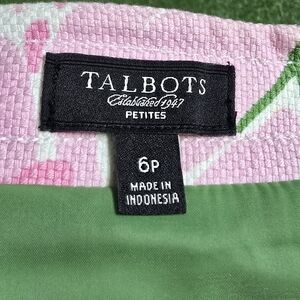 TALBOTS
Established 1947
PETITES
6P
MADE IN
INDONESIA